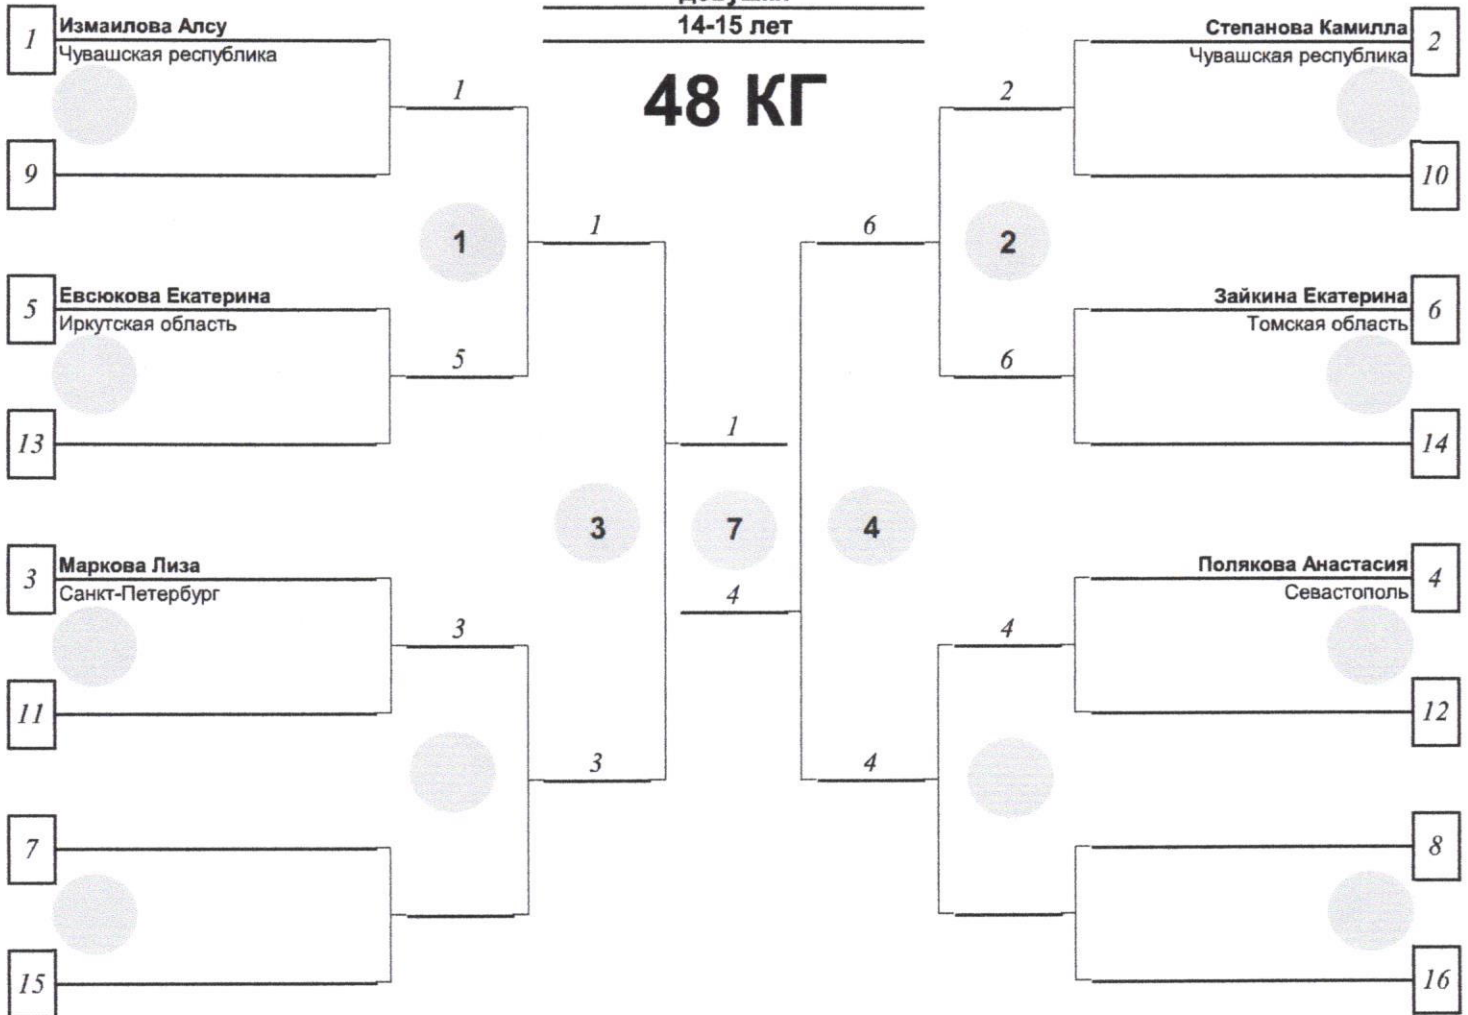 девушки
14-15 лет
48 КГ
1 Измаилова Алсу
Чувашская республика
1
9
1
1
5 Евсюкова Екатерина
Иркутская область
5
13
3
1
7
4
4
3 Маркова Лиза
Санкт-Петербург
3
11
3
7
15
Степанова Камилла 2
Чувашская республика
2
10
6
2
Зайкина Екатерина 6
Томская область
6
14
Полякова Анастасия 4
Севастополь
4
12
4
8
16